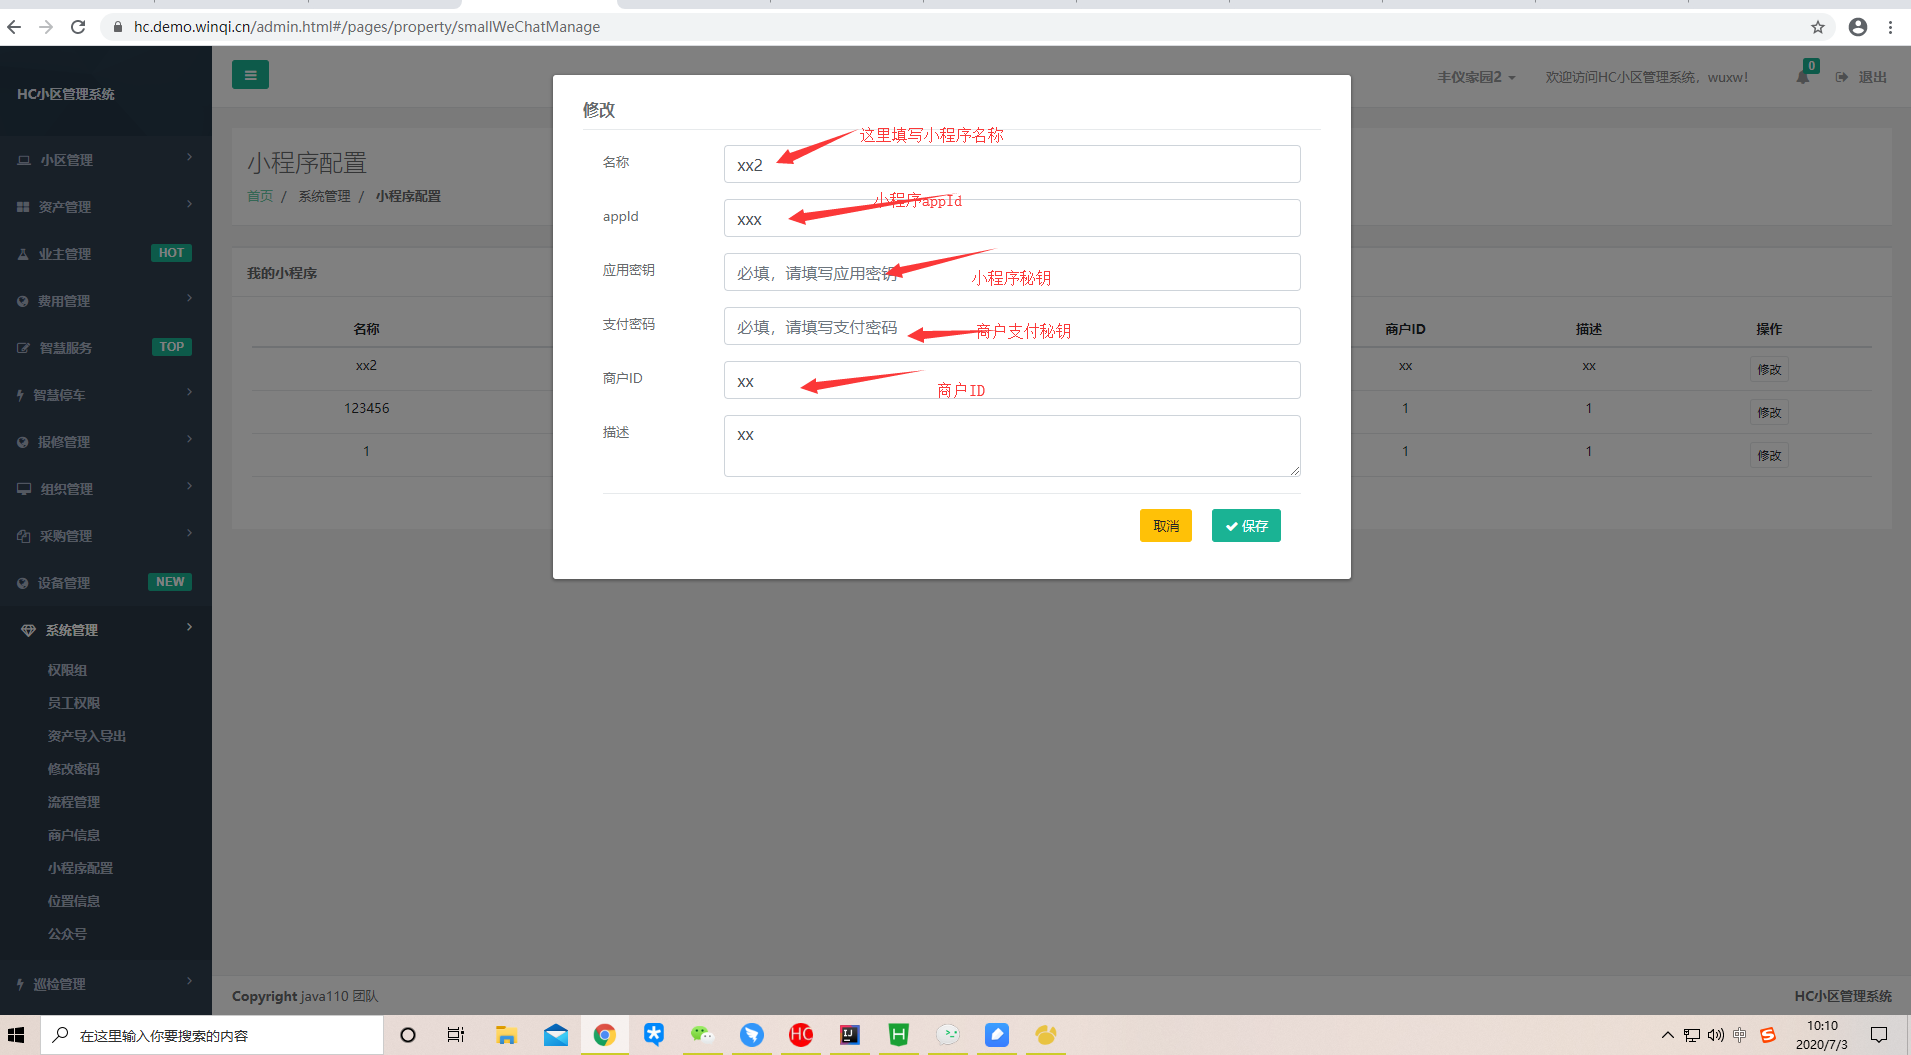 hc.demo.winqi.cn/admin.html#/pages/property/smallWeChatManage
HC小区管理系统
丰仪家园2
欢迎访问HC小区管理系统，wuxw!
0
退出
小区管理
资产管理
业主管理 HOT
费用管理
智慧服务 TOP
智慧停车
报修管理
组织管理
采购管理
设备管理 NEW
系统管理
权限组
员工权限
资产导入导出
修改密码
流程管理
商户信息
小程序配置
位置信息
公众号
巡检管理
小程序配置
首页 / 系统管理 / 小程序配置
我的小程序
名称 商户ID 描述 操作
xx2 xx xx 修改
123456 1 1 修改
1 1 1 修改
修改
这里填写小程序名称
名称 xx2
小程序appId
appId xxx
应用密钥 必填，请填写应用密钥
小程序秘钥
支付密码 必填，请填写支付密码
商户支付秘钥
商户ID xx
商户ID
描述 xx
取消 保存
Copyright java110 团队
HC小区管理系统
在这里输入你要搜索的内容
HC
IJ
H
中
S
10:10
2020/7/3